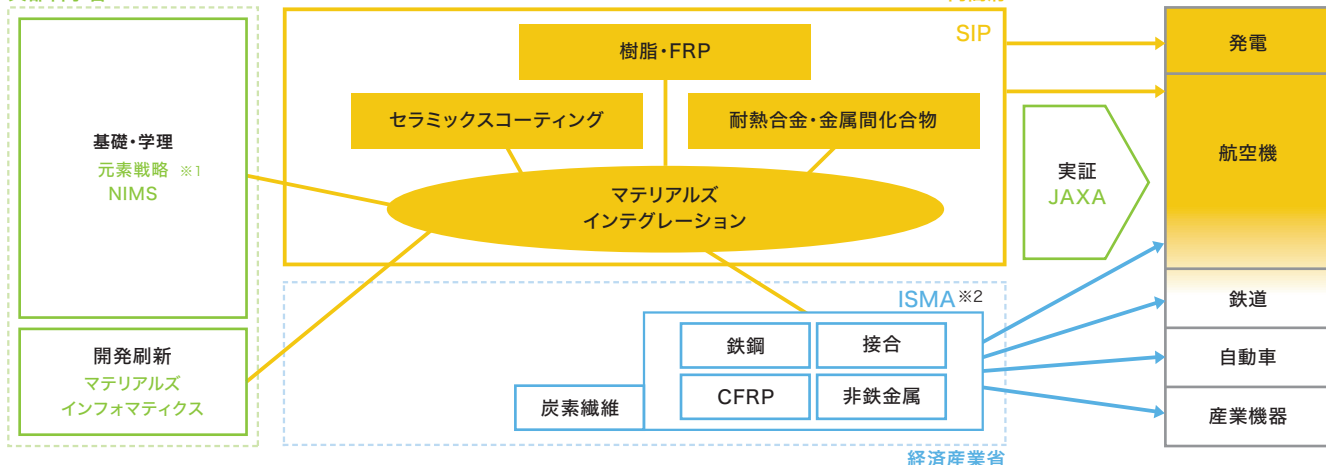 基礎・学理
元素戦略 ※1
NIMS
開発刷新
マテリアルズ
インフォマティクス
SIP
樹脂・FRP
セラミックスコーティング
耐熱合金・金属間化合物
マテリアルズ
インテグレーション
ISMA※2
鉄鋼
接合
CFRP
非鉄金属
炭素繊維
経済産業省
実証
JAXA
発電
航空機
鉄道
自動車
産業機器